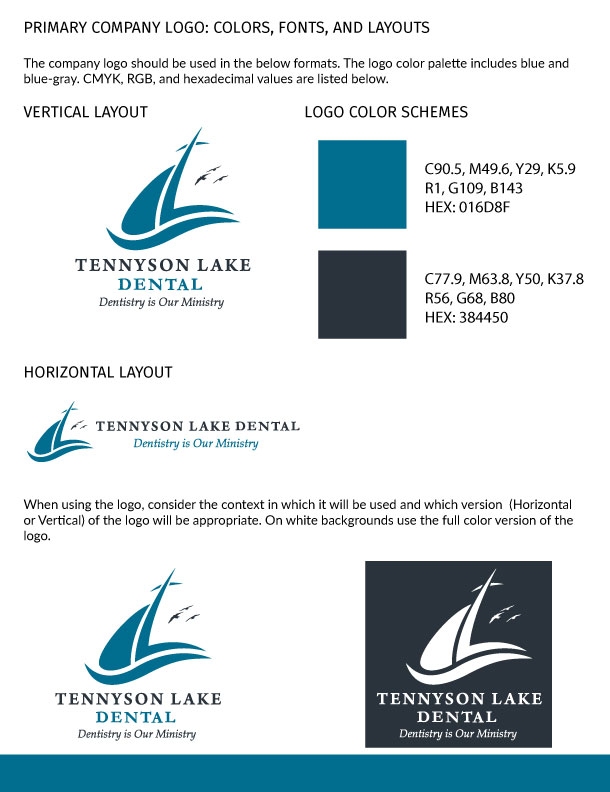 PRIMARY COMPANY LOGO: COLORS, FONTS, AND LAYOUTS
The company logo should be used in the below formats. The logo color palette includes blue and
blue-gray. CMYK, RGB, and hexadecimal values are listed below.
VERTICAL LAYOUT
TENNYSON LAKE
DENTAL
Dentistry is Our Ministry
LOGO COLOR SCHEMES
C90.5, M49.6, Y29, K5.9
R1, G109, B143
HEX: 016D8F
C77.9, M63.8, Y50, K37.8
R56, G68, B80
HEX: 384450
HORIZONTAL LAYOUT
TENNYSON LAKE DENTAL
Dentistry is Our Ministry
When using the logo, consider the context in which it will be used and which version (Horizontal
or Vertical) of the logo will be appropriate. On white backgrounds use the full color version of the
logo.
TENNYSON LAKE
DENTAL
Dentistry is Our Ministry
TENNYSON LAKE
DENTAL
Dentistry is Our Ministry